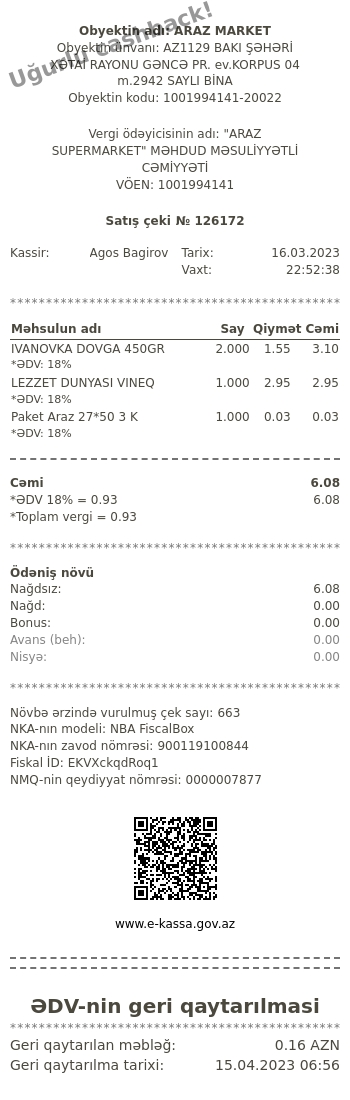 Uğurlu cashback!
Obyektin adı: ARAZ MARKET
Obyektin ünvanı: AZ1129 BAKI ŞƏHƏRİ
XƏTAİ RAYONU GƏNCƏ PR. ev.KORPUS 04
m.2942 SAYLI BİNA
Obyektin kodu: 1001994141-20022
Vergi ödəyicisinin adı: "ARAZ
SUPERMARKET" MƏHDUD MƏSULİYYƏTLİ
CƏMİYYƏTİ
VÖEN: 1001994141
Satış çeki № 126172
Kassir: Agos Bagirov Tarix: 16.03.2023
Vaxt: 22:52:38
**********************************************
Məhsulun adı Say Qiymət Cəmi
IVANOVKA DOVGA 450GR 2.000 1.55 3.10
*ƏDV: 18%
LEZZET DUNYASI VINEQ 1.000 2.95 2.95
*ƏDV: 18%
Paket Araz 27*50 3 K 1.000 0.03 0.03
*ƏDV: 18%
Cəmi 6.08
*ƏDV 18% = 0.93 6.08
*Toplam vergi = 0.93
**********************************************
Ödəniş növü
Nağdsız: 6.08
Nağd: 0.00
Bonus: 0.00
Avans (beh): 0.00
Nisyə: 0.00
**********************************************
Növbə ərzində vurulmuş çek sayı: 663
NKA-nın modeli: NBA FiscalBox
NKA-nın zavod nömrəsi: 900119100844
Fiskal İD: EKVXckqdRoq1
NMQ-nin qeydiyyat nömrəsi: 0000007877
www.e-kassa.gov.az
ƏDV-nin geri qaytarılmasi
**********************************************
Geri qaytarılan məbləğ: 0.16 AZN
Geri qaytarılma tarixi: 15.04.2023 06:56